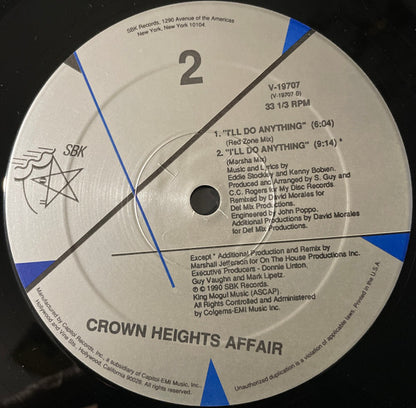 SBK Records, 1290 Avenue of the Americas
New York, New York 10104
2
V-19707
(V-19707 D)
33 1/3 RPM
SBK
1. "I'LL DO ANYTHING" (6:04)
(Red Zone Mix)
2. "I'LL DO ANYTHING" (9:14) *
(Marsha Mix)
Music and Lyrics by
Eddie Stockley and Kenny Bobien.
Produced and Arranged by S. Guy and
C.C. Rogers for My Disc Records.
Remixed by David Morales for
Def Mix Productions.
Engineered by John Poppo.
Additional Productions by David Morales
for Def Mix Productions.
Except * Additional Production and Remix by
Marshall Jefferson for On The House Productions Inc.
Executive Producers - Donnie Linton,
Guy Vaughn and Mark Lipetz.
℗ © 1990 SBK Records.
King Mogul Music (ASCAP).
All Rights Controlled and Administered
by Colgems-EMI Music Inc.
CROWN HEIGHTS AFFAIR
Manufactured by Capitol Records, Inc., a subsidiary of Capitol-EMI Music, Inc.,
Hollywood and Vine Sts., Hollywood, California 90028. All rights reserved.
Unauthorized duplication is a violation of applicable laws. Printed in the U.S.A.